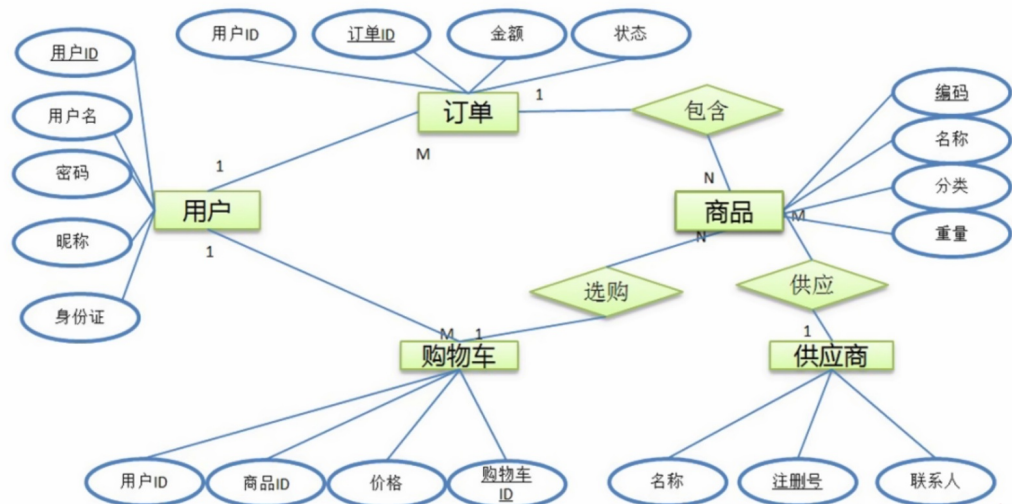 用户ID
订单ID
金额
状态
用户ID
用户名
密码
昵称
身份证
订单
1
包含
M
N
1
用户
1
商品
M
N
编码
名称
分类
重量
选购
供应
M
1
1
购物车
供应商
用户ID
商品ID
价格
购物车
ID
名称
注册号
联系人